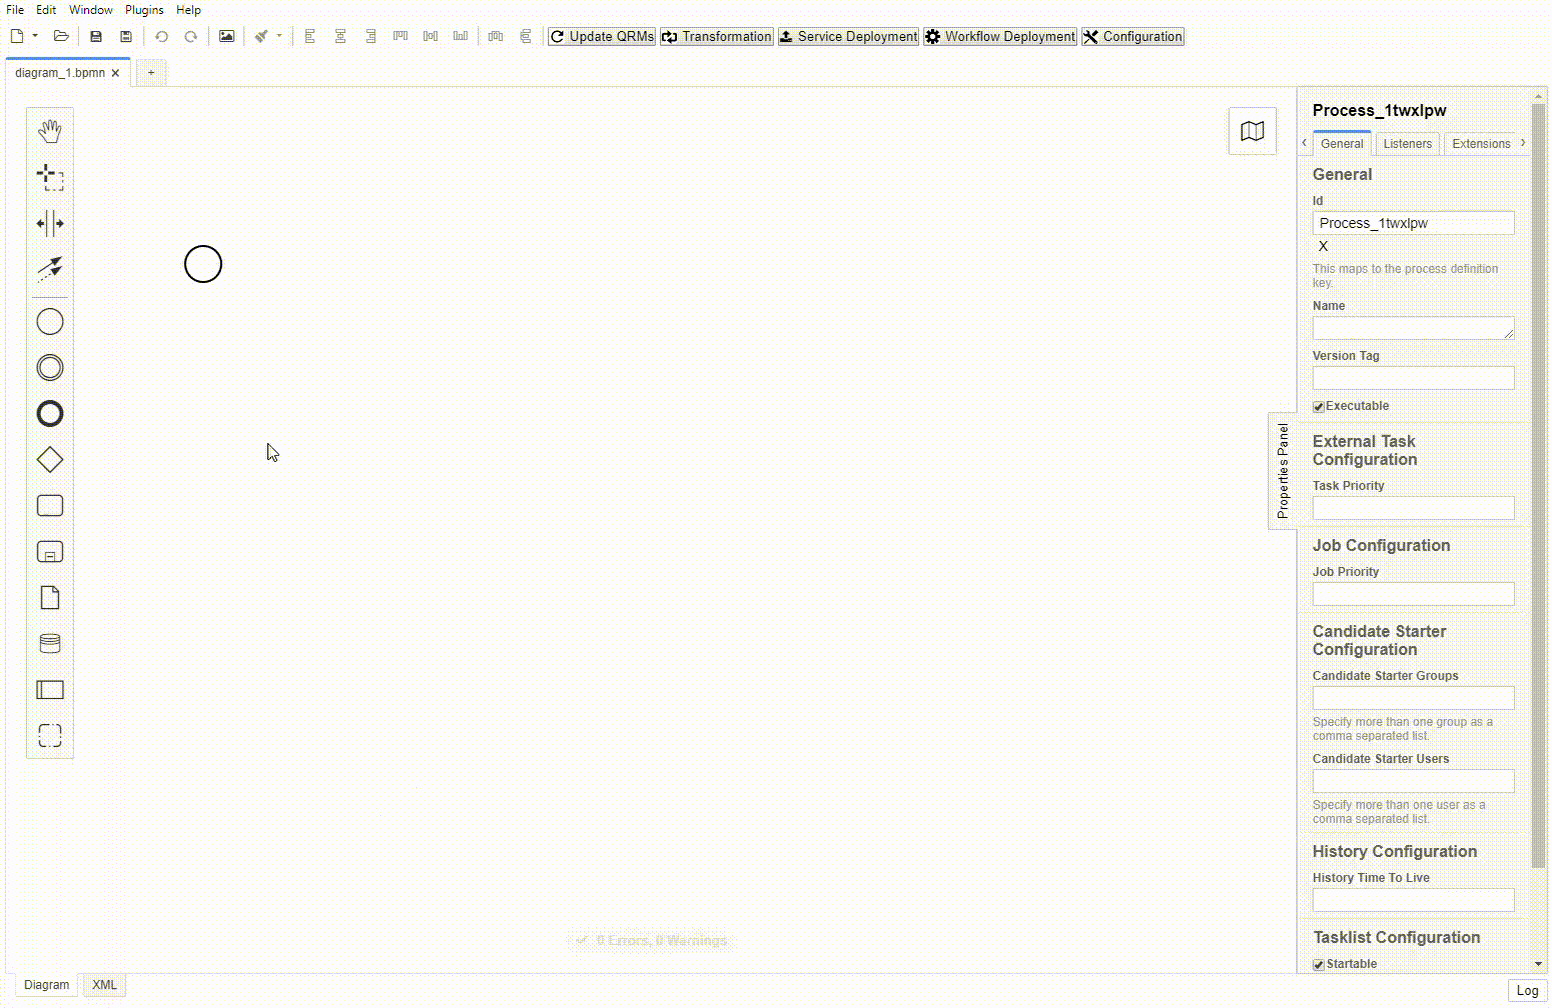 File Edit Window Plugins Help
Update QRMs Transformation Service Deployment Workflow Deployment Configuration
diagram_1.bpmn × +
Process_1twxlpw
General Listeners Extensions
General
Id
Process_1twxlpw
X
This maps to the process definition
key.
Name
Version Tag
Executable
Properties Panel
External Task
Configuration
Task Priority
Job Configuration
Job Priority
Candidate Starter
Configuration
Candidate Starter Groups
Specify more than one group as a
comma separated list.
Candidate Starter Users
Specify more than one user as a
comma separated list.
History Configuration
History Time To Live
0 Errors, 0 Warnings
Tasklist Configuration
Startable
Diagram XML
Log